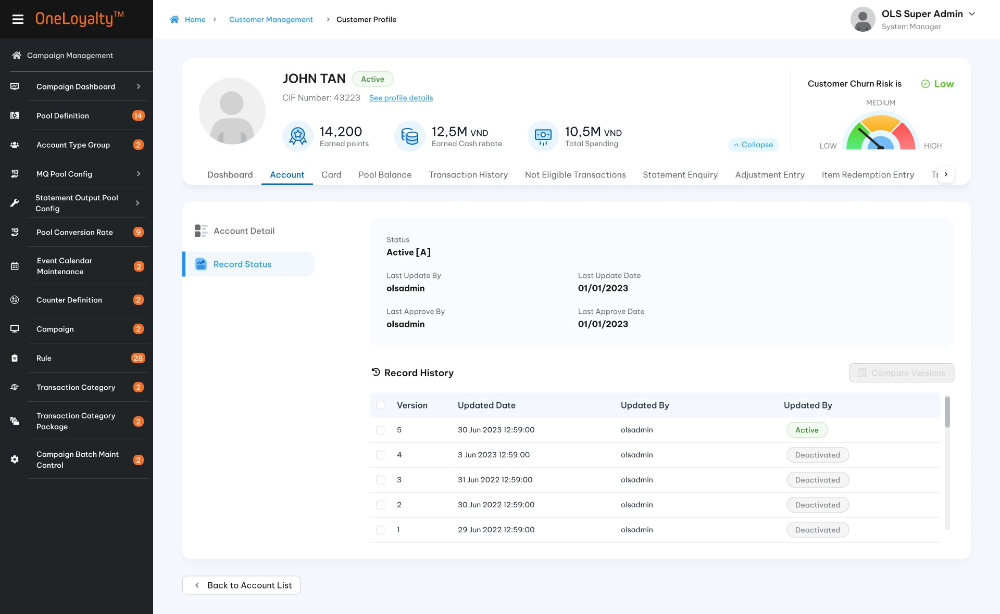 OneLoyalty™
Home
Customer Management
Customer Profile
OLS Super Admin
System Manager
Campaign Management
Campaign Dashboard
Pool Definition 14
Account Type Group 2
MQ Pool Config
Statement Output Pool
Config
Pool Conversion Rate 9
Event Calendar
Maintenance 2
Counter Definition 2
Campaign 2
Rule 28
Transaction Category 2
Transaction Category
Package 2
Campaign Batch Maint
Control 2
JOHN TAN Active
CIF Number: 43223 See profile details
14,200
Earned points
12,5M VND
Earned Cash rebate
10,5M VND
Total Spending
Collapse
Customer Churn Risk is Low
MEDIUM
LOW HIGH
Dashboard Account Card Pool Balance Transaction History Not Eligible Transactions Statement Enquiry Adjustment Entry Item Redemption Entry
Account Detail
Record Status
Status
Active [A]
Last Update By Last Update Date
olsadmin 01/01/2023
Last Approve By Last Approve Date
olsadmin 01/01/2023
Record History
Compare Versions
Version Updated Date Updated By Updated By
5 30 Jun 2023 12:59:00 olsadmin Active
4 3 Jun 2023 12:59:00 olsadmin Deactivated
3 31 Jun 2022 12:59:00 olsadmin Deactivated
2 30 Jun 2022 12:59:00 olsadmin Deactivated
1 29 Jun 2022 12:59:00 olsadmin Deactivated
Back to Account List